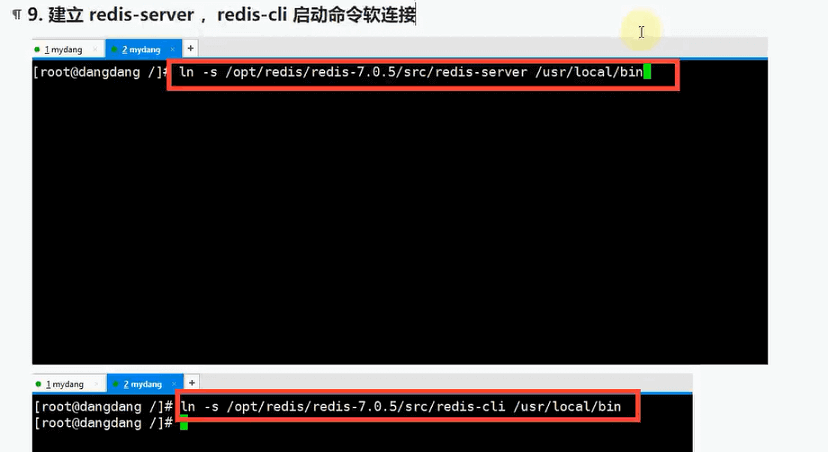 ¶ 9. 建立 redis-server ，redis-cli 启动命令软连接
1 mydang × 2 mydang × +
[root@dangdang /]# ln -s /opt/redis/redis-7.0.5/src/redis-server /usr/local/bin
1 mydang × 2 mydang × +
[root@dangdang /]# ln -s /opt/redis/redis-7.0.5/src/redis-cli /usr/local/bin
[root@dangdang /]#